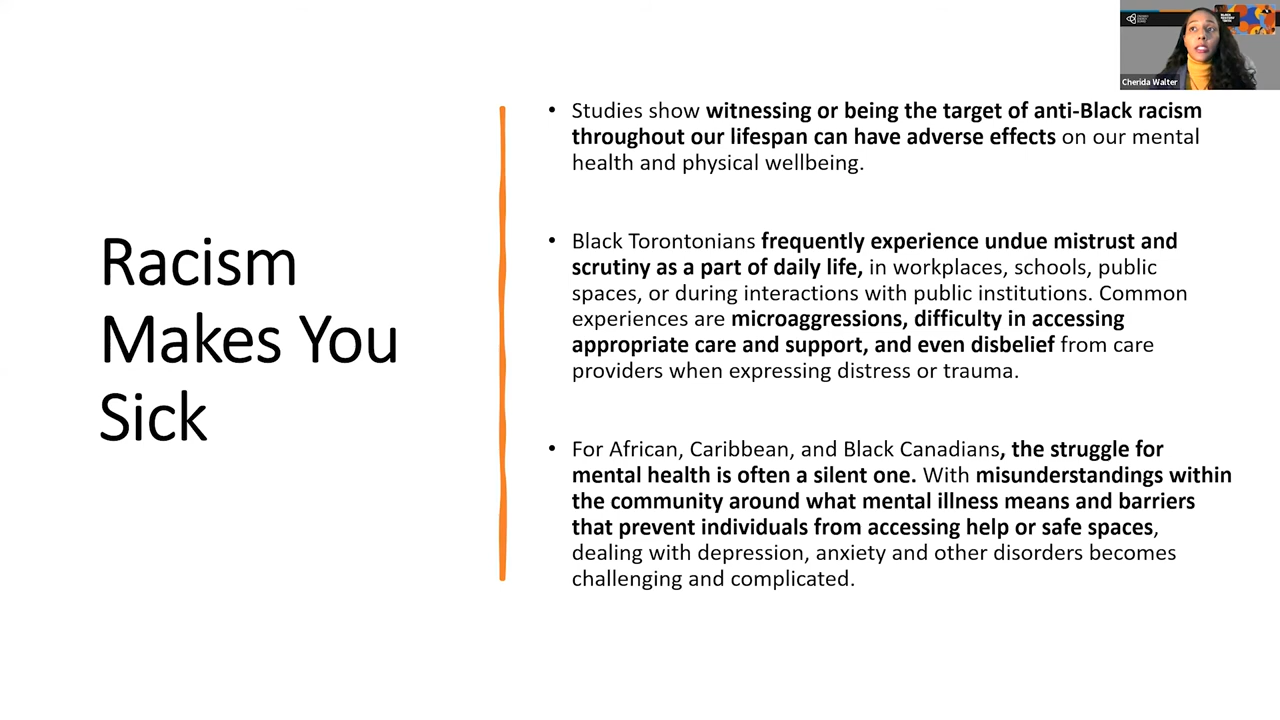 Cherida Walter
Racism
Makes You
Sick
• Studies show witnessing or being the target of anti-Black racism
throughout our lifespan can have adverse effects on our mental
health and physical wellbeing.
• Black Torontonians frequently experience undue mistrust and
scrutiny as a part of daily life, in workplaces, schools, public
spaces, or during interactions with public institutions. Common
experiences are microaggressions, difficulty in accessing
appropriate care and support, and even disbelief from care
providers when expressing distress or trauma.
• For African, Caribbean, and Black Canadians, the struggle for
mental health is often a silent one. With misunderstandings within
the community around what mental illness means and barriers
that prevent individuals from accessing help or safe spaces,
dealing with depression, anxiety and other disorders becomes
challenging and complicated.